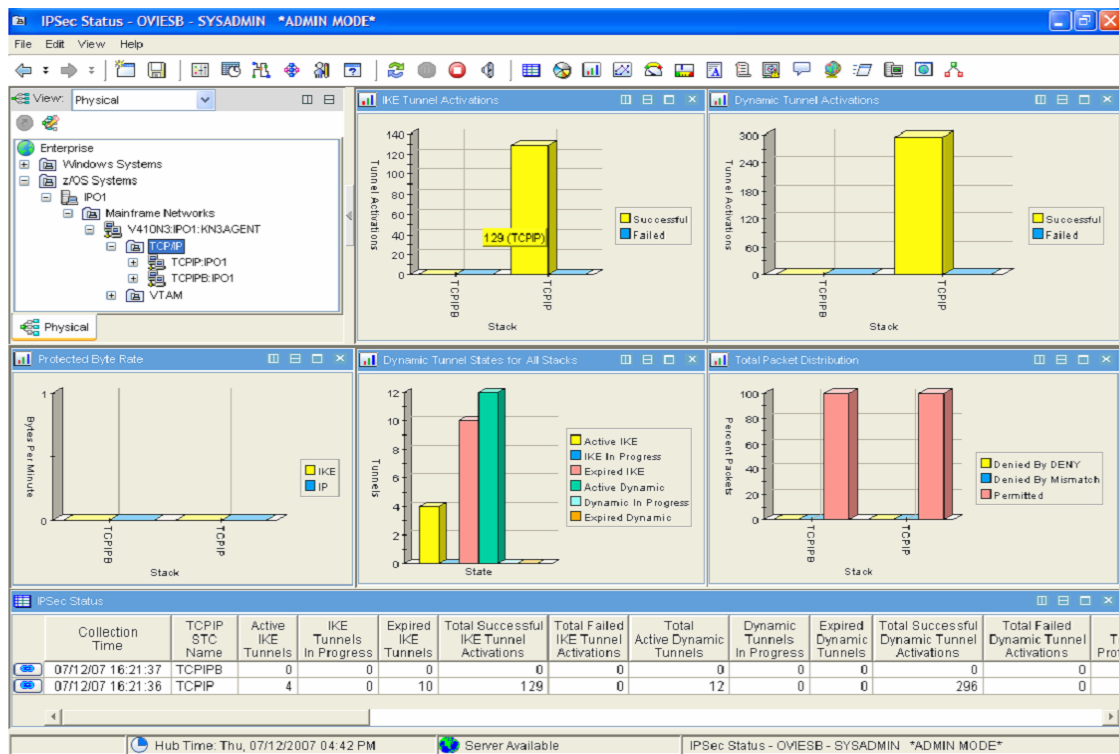 IPSec Status - OVIESB - SYSADMIN *ADMIN MODE*
File Edit View Help
View: Physical
Enterprise
Windows Systems
z/OS Systems
IPO1
Mainframe Networks
V410N3:IPO1:KN3AGENT
TCP/IP
TCPIP:IPO1
TCPIPB:IPO1
VTAM
Physical
IKE Tunnel Activations
Tunnel Activations
140
120
100
80
60
40
20
0
129 (TCPIP)
TCPIPB
TCPIP
Stack
Successful
Failed
Dynamic Tunnel Activations
Tunnel Activations
300
240
180
120
60
0
TCPIPB
TCPIP
Stack
Successful
Failed
Protected Byte Rate
Bytes Per Minute
1
0
TCPIPB
TCPIP
Stack
IKE
IP
Dynamic Tunnel States for All Stacks
Tunnels
12
10
8
6
4
2
0
State
Active IKE
IKE In Progress
Expired IKE
Active Dynamic
Dynamic In Progress
Expired Dynamic
Total Packet Distribution
Percent Packets
100
80
60
40
20
0
TCPIPB
TCPIP
Stack
Denied By DENY
Denied By Mismatch
Permitted
IPSec Status
Collection Time
TCPIP STC Name
Active IKE Tunnels
IKE Tunnels In Progress
Expired IKE Tunnels
Total Successful IKE Tunnel Activations
Total Failed IKE Tunnel Activations
Total Active Dynamic Tunnels
Dynamic Tunnels In Progress
Expired Dynamic Tunnels
Total Successful Dynamic Tunnel Activations
Total Failed Dynamic Tunnel Activations
07/12/07 16:21:37 TCPIPB 0 0 0 0 0 0 0 0 0 0
07/12/07 16:21:36 TCPIP 4 0 10 129 0 12 0 0 296 0
Hub Time: Thu, 07/12/2007 04:42 PM
Server Available
IPSec Status - OVIESB - SYSADMIN *ADMIN MODE*